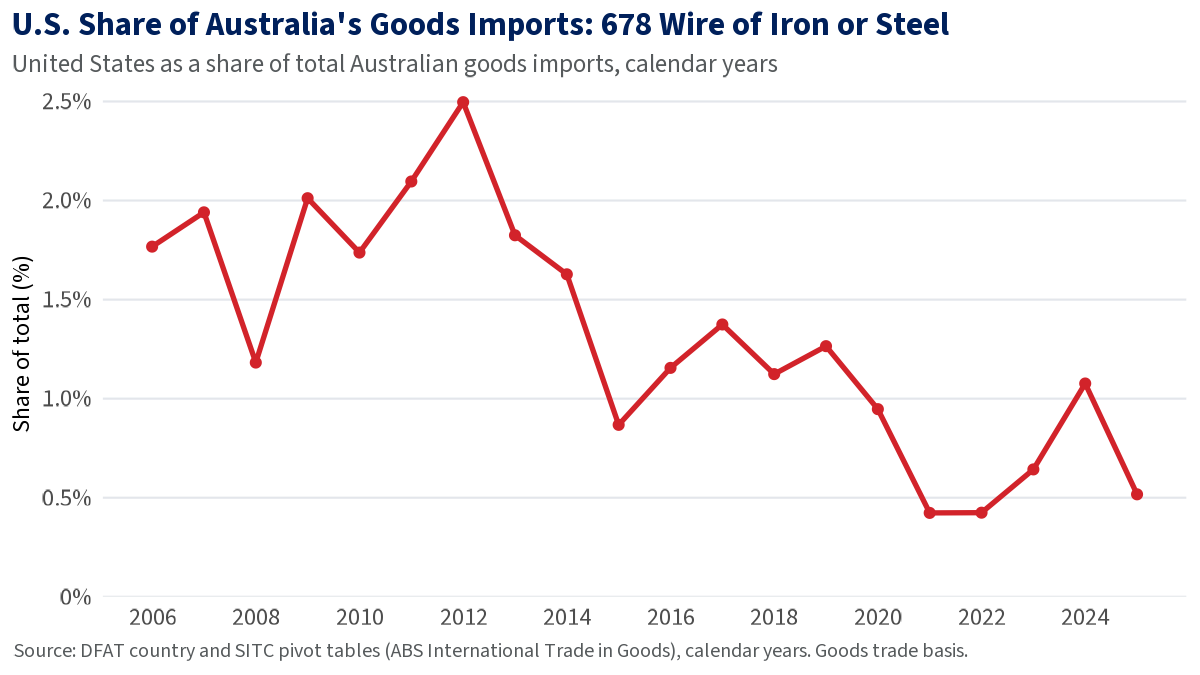 U.S. Share of Australia's Goods Imports: 678 Wire of Iron or Steel
United States as a share of total Australian goods imports, calendar years
Share of total (%)
2.5%
2.0%
1.5%
1.0%
0.5%
0%
2006 2008 2010 2012 2014 2016 2018 2020 2022 2024
Source: DFAT country and SITC pivot tables (ABS International Trade in Goods), calendar years. Goods trade basis.